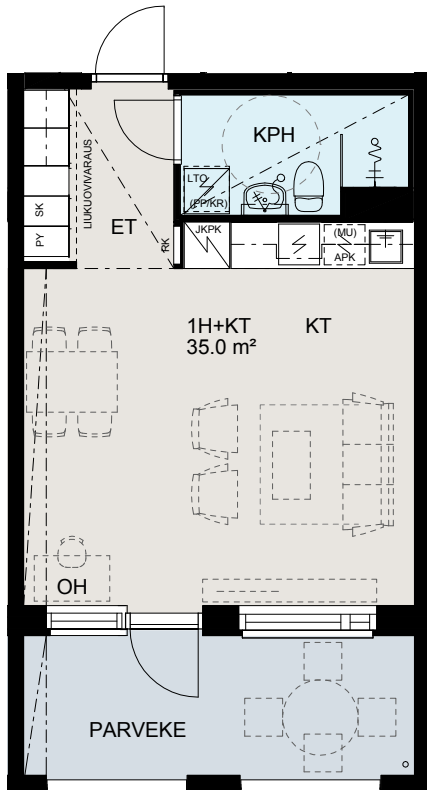 KPH
LTO
(PP/KR)
LIUKUOVIVARAUS
SK
PY
ET
RK
JKPK
(MU)
APK
1H+KT
35.0 m²
KT
OH
PARVEKE